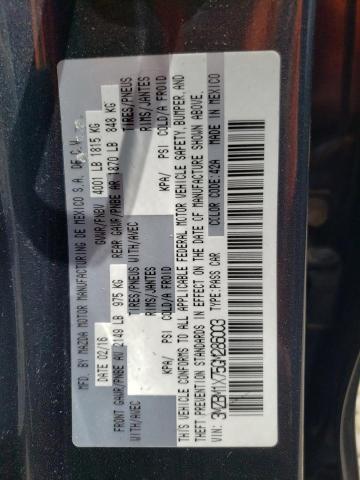 MFD. BY MAZDA MOTOR MANUFACTURING DE MEXICO S.A. DE C.V.
DATE: 02/16 GVWR/PNBV 4001 LB 1815 KG
FRONT GAWR/PNBE AV 2149 LB 975 KG REAR GAWR/PNBE AR 1870 LB 848 KG
WITH/AVEC TIRES/PNEUS WITH/AVEC TIRES/PNEUS
RIMS/JANTES RIMS/JANTES
KPA/ PSI COLD/A FROID KPA/ PSI COLD/A FROID
THIS VEHICLE CONFORMS TO ALL APPLICABLE FEDERAL MOTOR VEHICLE SAFETY, BUMPER, AND
THEFT PREVENTION STANDARDS IN EFFECT ON THE DATE OF MANUFACTURE SHOWN ABOVE.
3MZBM1X75GM286003 TYPE: PASS CAR COLOR CODE: 42A MADE IN MEXICO